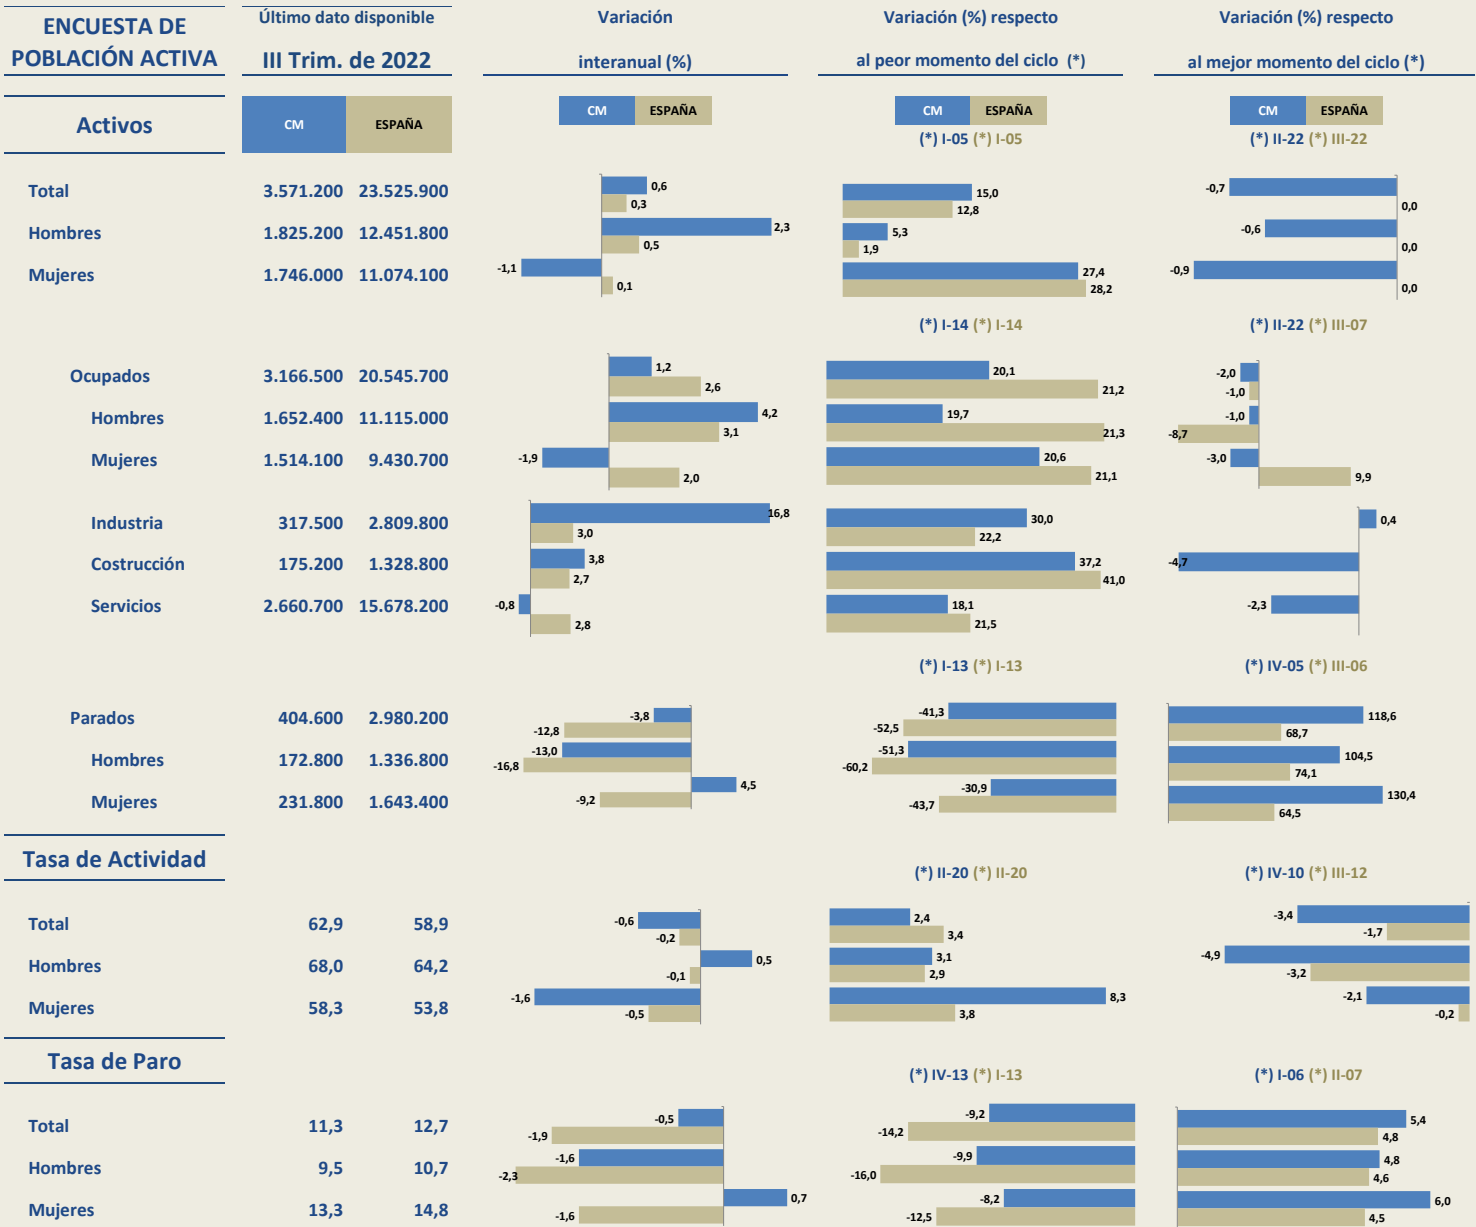 ENCUESTA DE
POBLACIÓN ACTIVA
Último dato disponible
III Trim. de 2022
Variación
interanual (%)
Variación (%) respecto
al peor momento del ciclo (*)
Variación (%) respecto
al mejor momento del ciclo (*)
Activos
CM ESPAÑA
CM ESPAÑA
CM ESPAÑA
CM ESPAÑA
(*) I-05 (*) I-05
(*) II-22 (*) III-22
Total 3.571.200 23.525.900
0,6
0,3
15,0
12,8
-0,7
0,0
Hombres 1.825.200 12.451.800
2,3
0,5
5,3
1,9
-0,6
0,0
Mujeres 1.746.000 11.074.100
-1,1
0,1
27,4
28,2
-0,9
0,0
(*) I-14 (*) I-14
(*) II-22 (*) III-07
Ocupados 3.166.500 20.545.700
1,2
2,6
20,1
21,2
-2,0
-1,0
Hombres 1.652.400 11.115.000
4,2
3,1
19,7
21,3
-1,0
-8,7
Mujeres 1.514.100 9.430.700
-1,9
2,0
20,6
21,1
-3,0
9,9
Industria 317.500 2.809.800
16,8
3,0
30,0
22,2
0,4
Costrucción 175.200 1.328.800
3,8
2,7
37,2
41,0
-4,7
Servicios 2.660.700 15.678.200
-0,8
2,8
18,1
21,5
-2,3
(*) I-13 (*) I-13
(*) IV-05 (*) III-06
Parados 404.600 2.980.200
-3,8
-12,8
-41,3
-52,5
118,6
68,7
Hombres 172.800 1.336.800
-13,0
-16,8
-51,3
-60,2
104,5
74,1
Mujeres 231.800 1.643.400
4,5
-9,2
-30,9
-43,7
130,4
64,5
Tasa de Actividad
(*) II-20 (*) II-20
(*) IV-10 (*) III-12
Total 62,9 58,9
-0,6
-0,2
2,4
3,4
-3,4
-1,7
Hombres 68,0 64,2
0,5
-0,1
3,1
2,9
-4,9
-3,2
Mujeres 58,3 53,8
-1,6
-0,5
8,3
3,8
-2,1
-0,2
Tasa de Paro
(*) IV-13 (*) I-13
(*) I-06 (*) II-07
Total 11,3 12,7
-0,5
-1,9
-9,2
-14,2
5,4
4,8
Hombres 9,5 10,7
-1,6
-2,3
-9,9
-16,0
4,8
4,6
Mujeres 13,3 14,8
0,7
-1,6
-8,2
-12,5
6,0
4,5